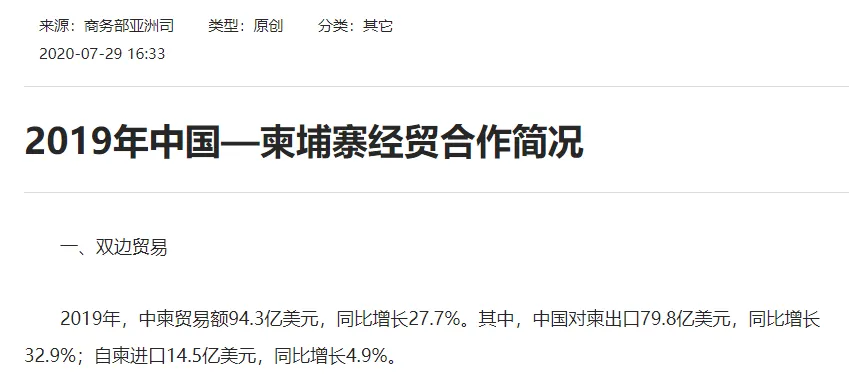 来源：商务部亚洲司 类型：原创 分类：其它
2020-07-29 16:33
2019年中国—柬埔寨经贸合作简况
一、双边贸易
2019年，中柬贸易额94.3亿美元，同比增长27.7%。其中，中国对柬出口79.8亿美元，同比增长
32.9%；自柬进口14.5亿美元，同比增长4.9%。